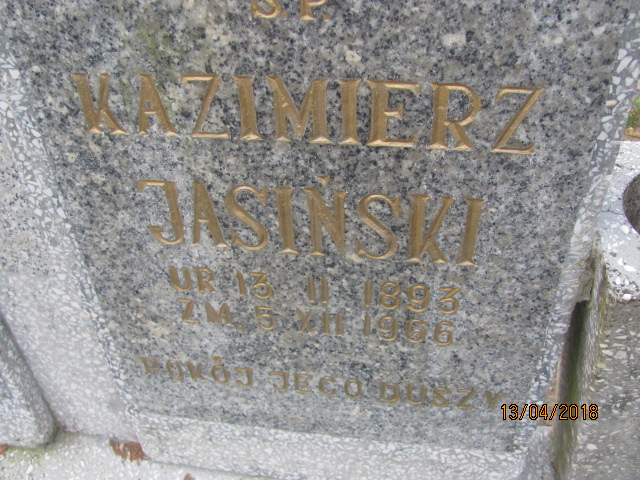 Ś.P.
KAZIMIERZ
JASIŃSKI
UR 13 II 1893
ZM. 5 XII 1966
POKÓJ JEGO DUSZY
13/04/2018